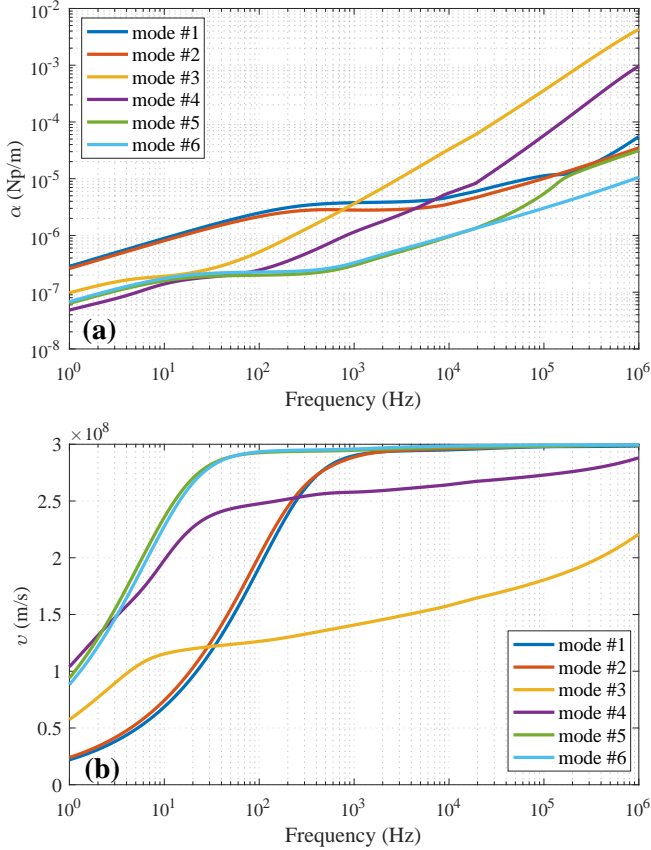 10^-2
10^-3
10^-4
10^-5
10^-6
10^-7
10^-8
α (Np/m)
mode #1
mode #2
mode #3
mode #4
mode #5
mode #6
(a)
10^0 10^1 10^2 10^3 10^4 10^5 10^6
Frequency (Hz)
×10^8
3
2.5
2
1.5
1
0.5
0
υ (m/s)
mode #1
mode #2
mode #3
mode #4
mode #5
mode #6
(b)
10^0 10^1 10^2 10^3 10^4 10^5 10^6
Frequency (Hz)